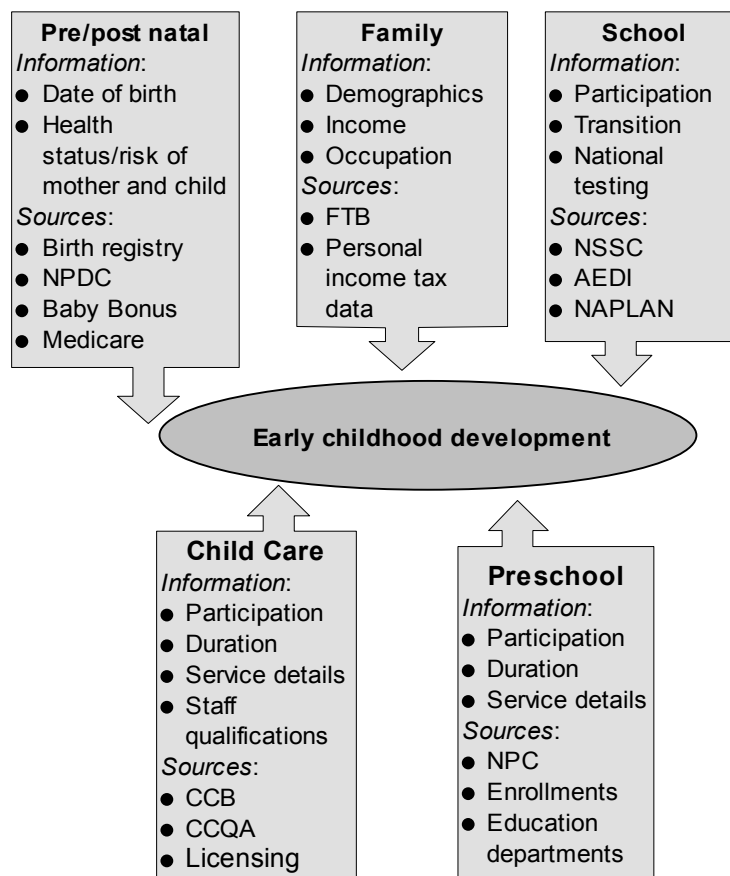 Pre/post natal
Information:
● Date of birth
● Health
status/risk of
mother and child
Sources:
● Birth registry
● NPDC
● Baby Bonus
● Medicare
Family
Information:
● Demographics
● Income
● Occupation
Sources:
● FTB
● Personal
income tax
data
School
Information:
● Participation
● Transition
● National
testing
Sources:
● NSSC
● AEDI
● NAPLAN
Early childhood development
Child Care
Information:
● Participation
● Duration
● Service details
● Staff
qualifications
Sources:
● CCB
● CCQA
● Licensing
Preschool
Information:
● Participation
● Duration
● Service details
Sources:
● NPC
● Enrollments
● Education
departments